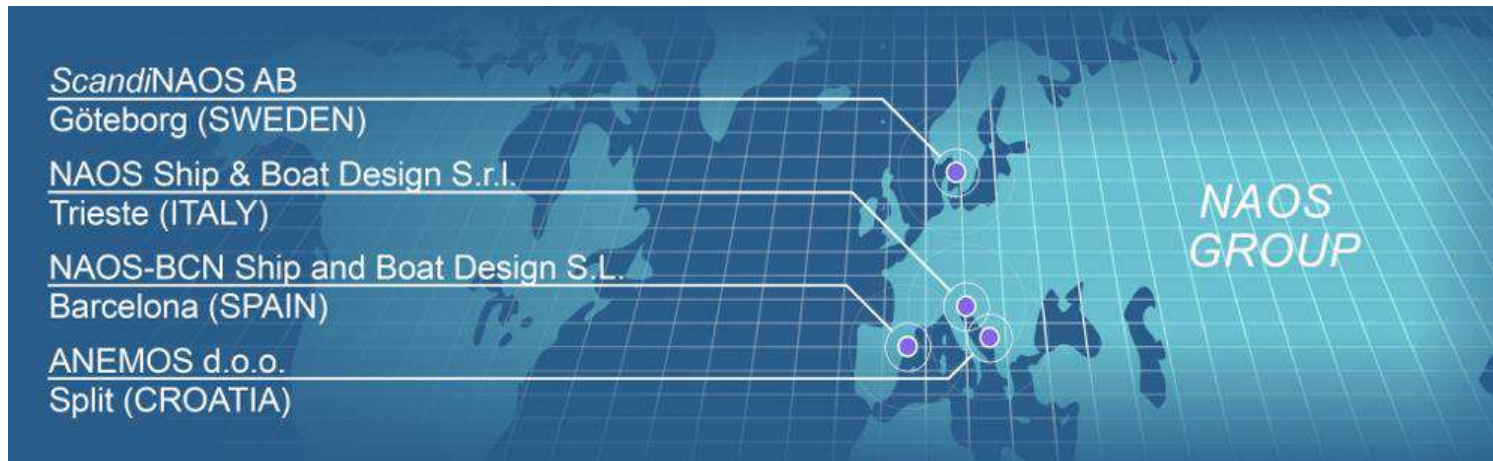 ScandiNAOS AB
Göteborg (SWEDEN)
NAOS Ship & Boat Design S.r.l.
Trieste (ITALY)
NAOS-BCN Ship and Boat Design S.L.
Barcelona (SPAIN)
ANEMOS d.o.o.
Split (CROATIA)
NAOS
GROUP